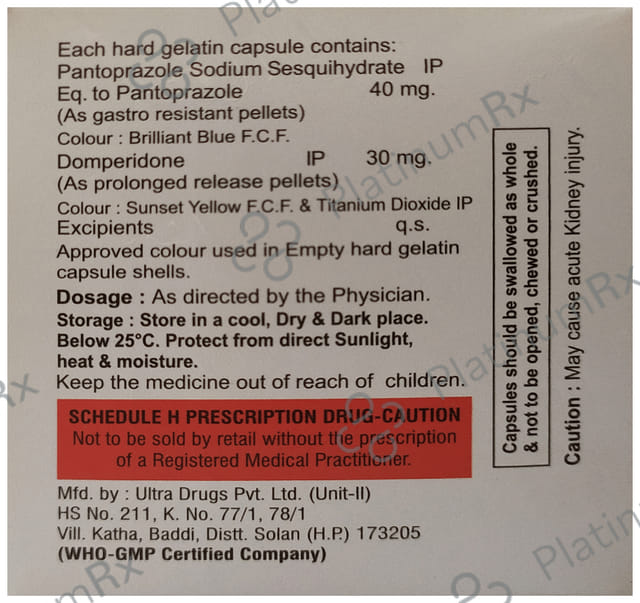 Each hard gelatin capsule contains:
Pantoprazole Sodium Sesquihydrate IP
Eq. to Pantoprazole 40 mg.
(As gastro resistant pellets)
Colour : Brilliant Blue F.C.F.
Domperidone IP 30 mg.
(As prolonged release pellets)
Colour : Sunset Yellow F.C.F. & Titanium Dioxide IP
Excipients q.s.
Approved colour used in Empty hard gelatin
capsule shells.
Dosage : As directed by the Physician.
Storage : Store in a cool, Dry & Dark place.
Below 25°C. Protect from direct Sunlight,
heat & moisture.
Keep the medicine out of reach of children.
SCHEDULE H PRESCRIPTION DRUG-CAUTION
Not to be sold by retail without the prescription
of a Registered Medical Practitioner.
Mfd. by : Ultra Drugs Pvt. Ltd. (Unit-II)
HS No. 211, K. No. 77/1, 78/1
Vill. Katha, Baddi, Distt. Solan (H.P.) 173205
(WHO-GMP Certified Company)
Capsules should be swallowed as whole
& not to be opened, chewed or crushed.
Caution : May cause acute Kidney injury.
PlatinumRx
PlatinumRx
PlatinumRx
Platinum
Platin
Rx
umRx